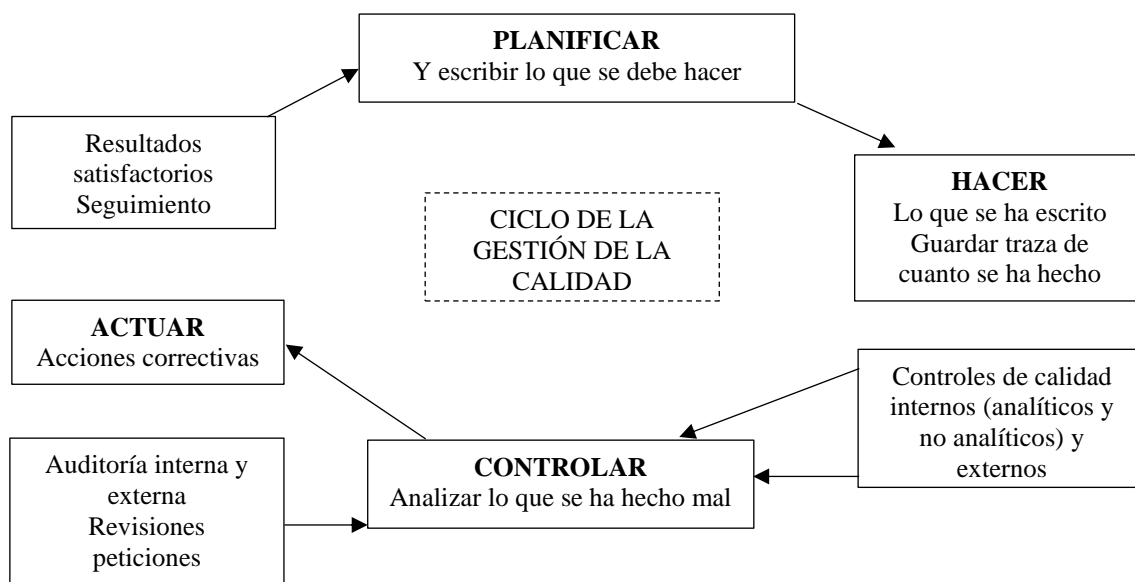 PLANIFICAR
Y escribir lo que se debe hacer
Resultados
satisfactorios
Seguimiento
HACER
Lo que se ha escrito
Guardar traza de
cuanto se ha hecho
CICLO DE LA
GESTIÓN DE LA
CALIDAD
ACTUAR
Acciones correctivas
Controles de calidad
internos (analíticos y
no analíticos) y
externos
CONTROLAR
Analizar lo que se ha hecho mal
Auditoría interna y
externa
Revisiones
peticiones